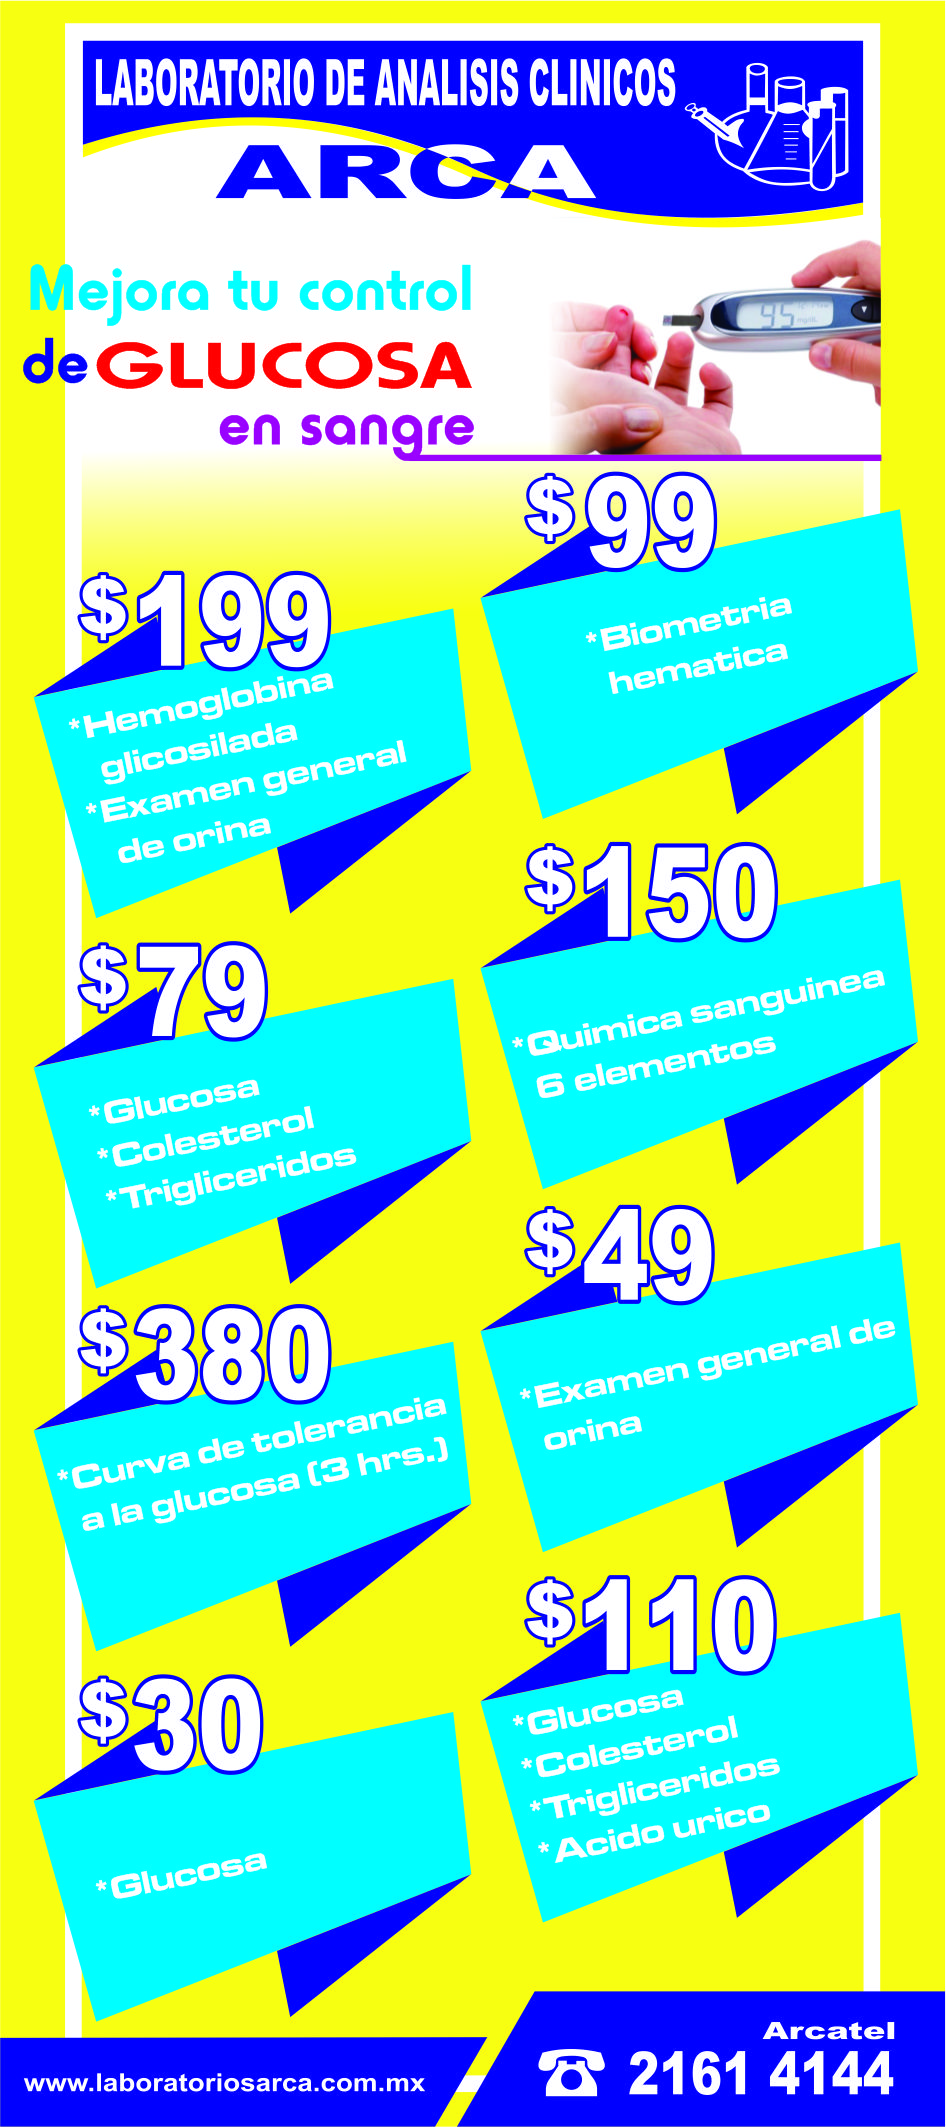 LABORATORIO DE ANALISIS CLINICOS
ARCA
Mejora tu control
de GLUCOSA
en sangre
95
mg/dL
$199
*Hemoglobina
glicosilada
*Examen general
de orina
$99
*Biometria
hematica
$79
*Glucosa
*Colesterol
*Trigliceridos
$150
*Quimica sanguinea
6 elementos
$380
*Curva de tolerancia
a la glucosa (3 hrs.)
$49
*Examen general de
orina
$30
*Glucosa
$110
*Glucosa
*Colesterol
*Trigliceridos
*Acido urico
www.laboratoriosarca.com.mx
Arcatel
2161 4144